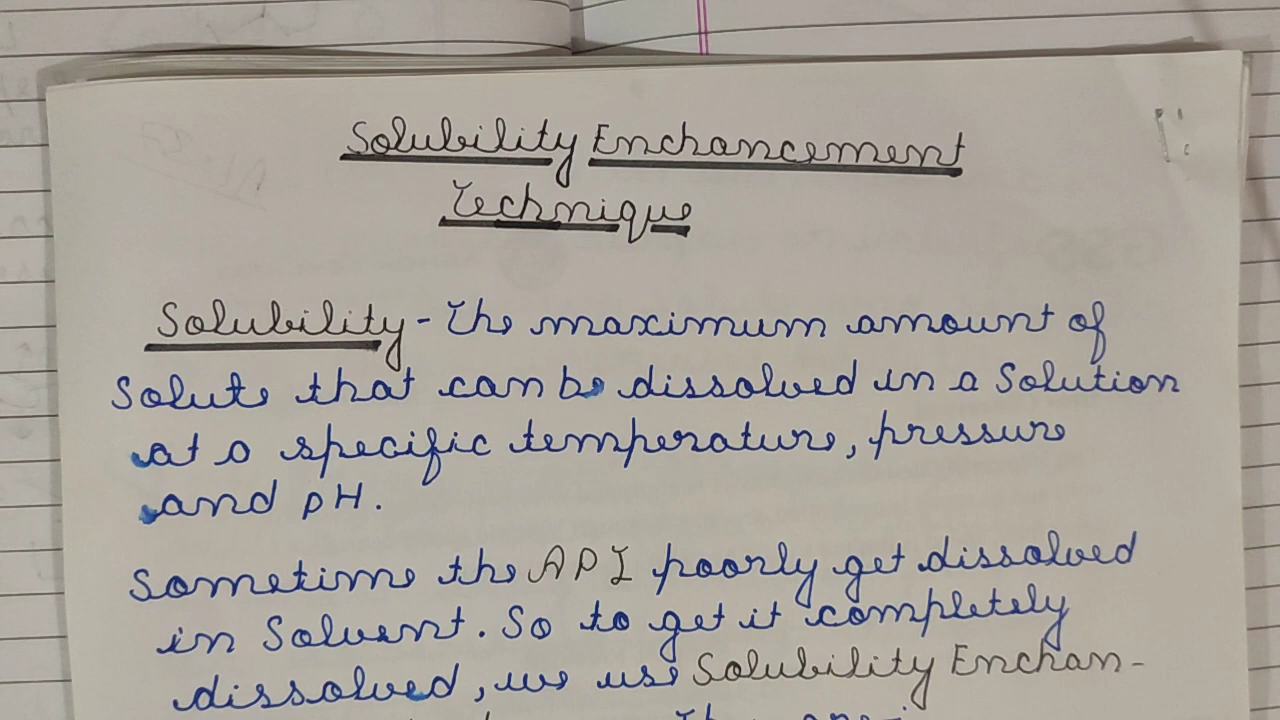 Solubility Enchancement
Technique
Solubility - The maximum amount of
Solute that can be dissolved in a Solution
at a specific temperature, pressure
and pH.
Sometime the API poorly get dissolved
in Solvent. So to get it completely
dissolved, we use Solubility Enchan-